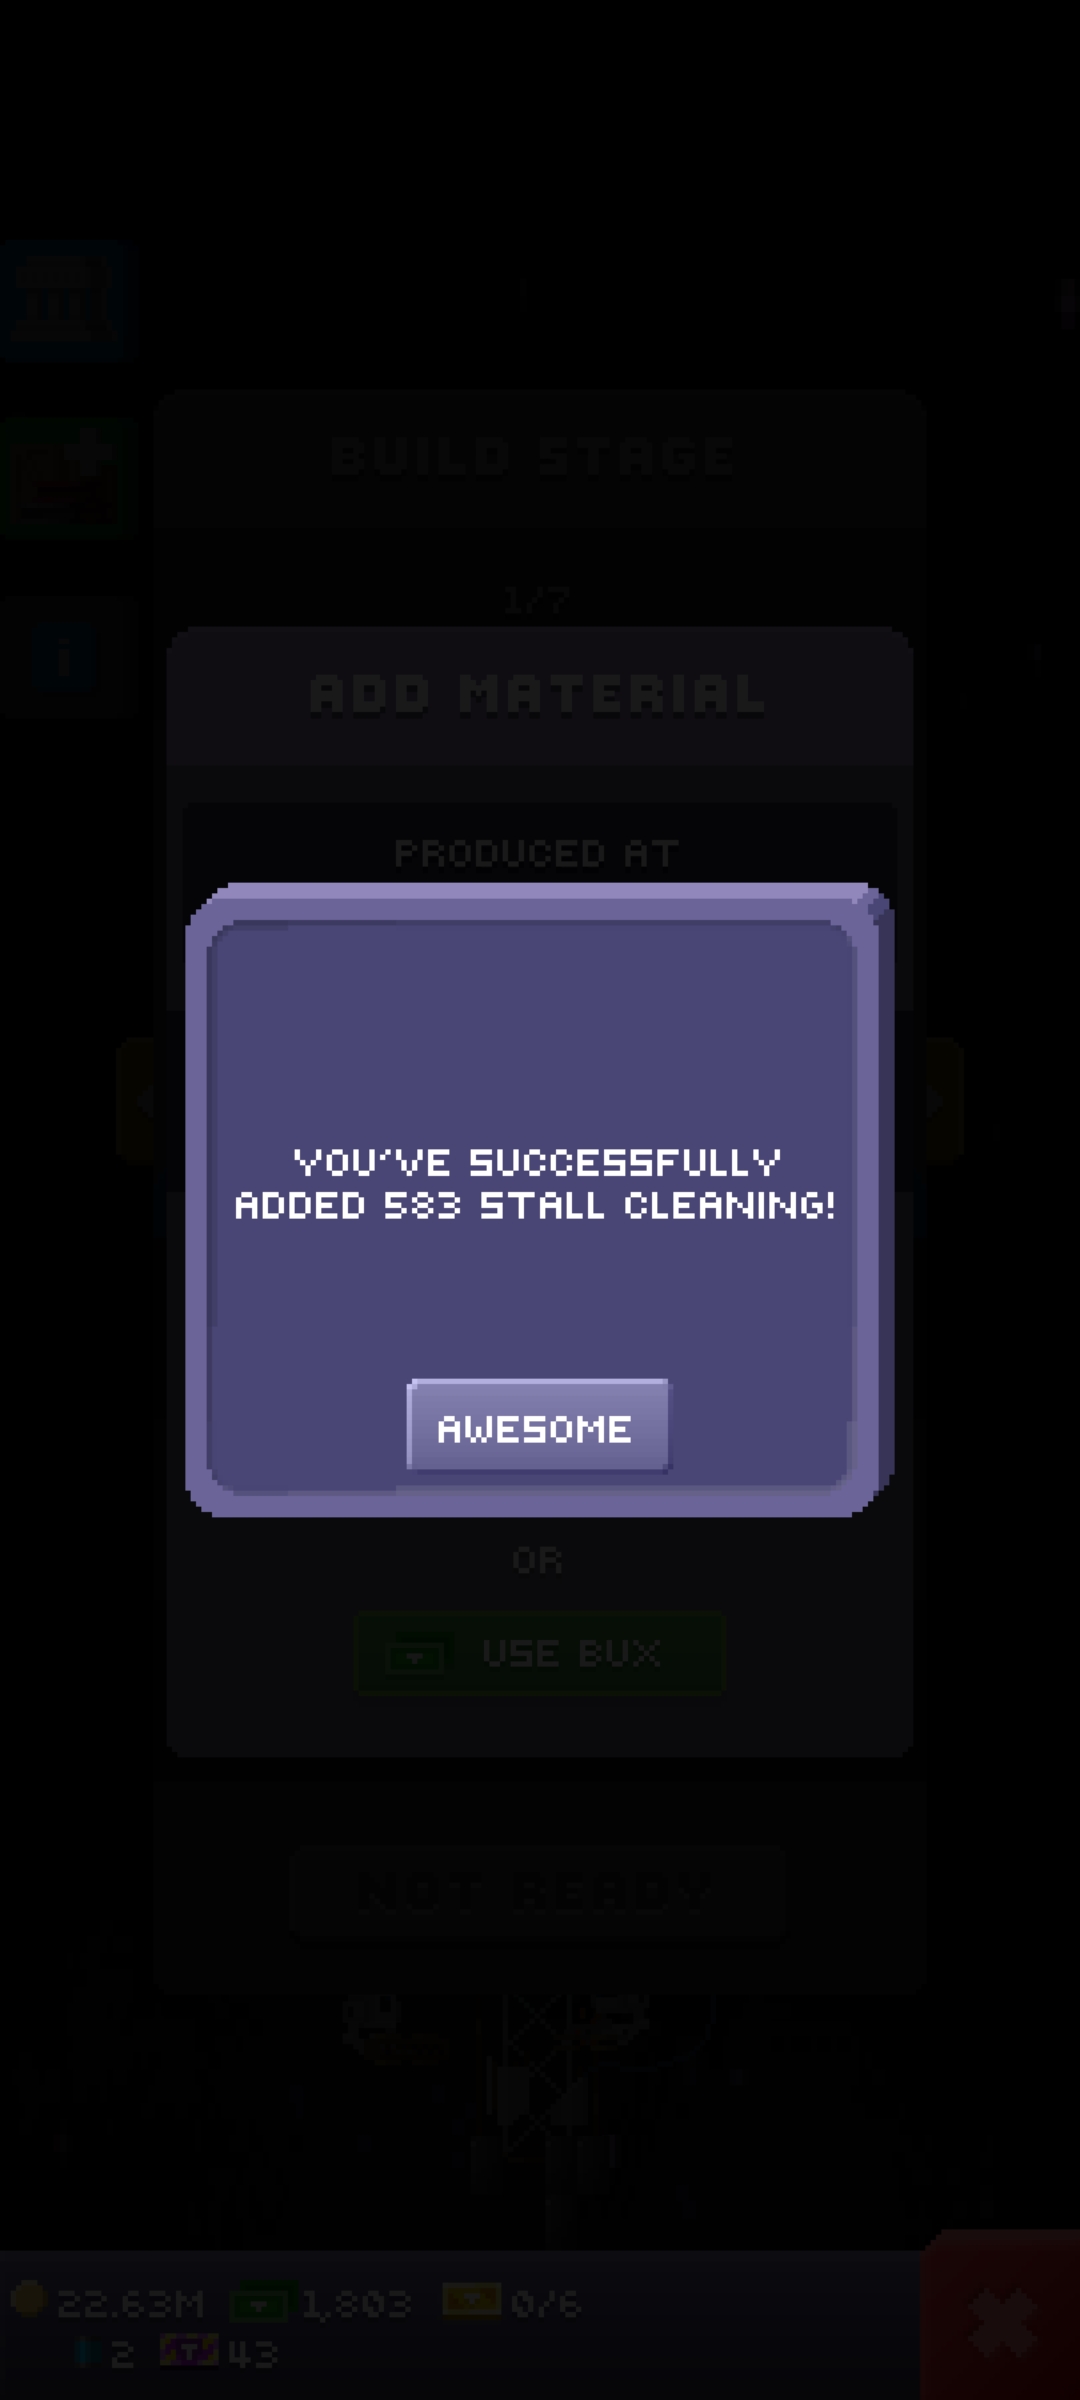 BUILD STAGE
1/7
ADD MATERIAL
PRODUCED AT
YOU'VE SUCCESSFULLY
ADDED 583 STALL CLEANING!
AWESOME
OR
USE BUX
NOT READY
22.63M 1,803 0/6
2 43